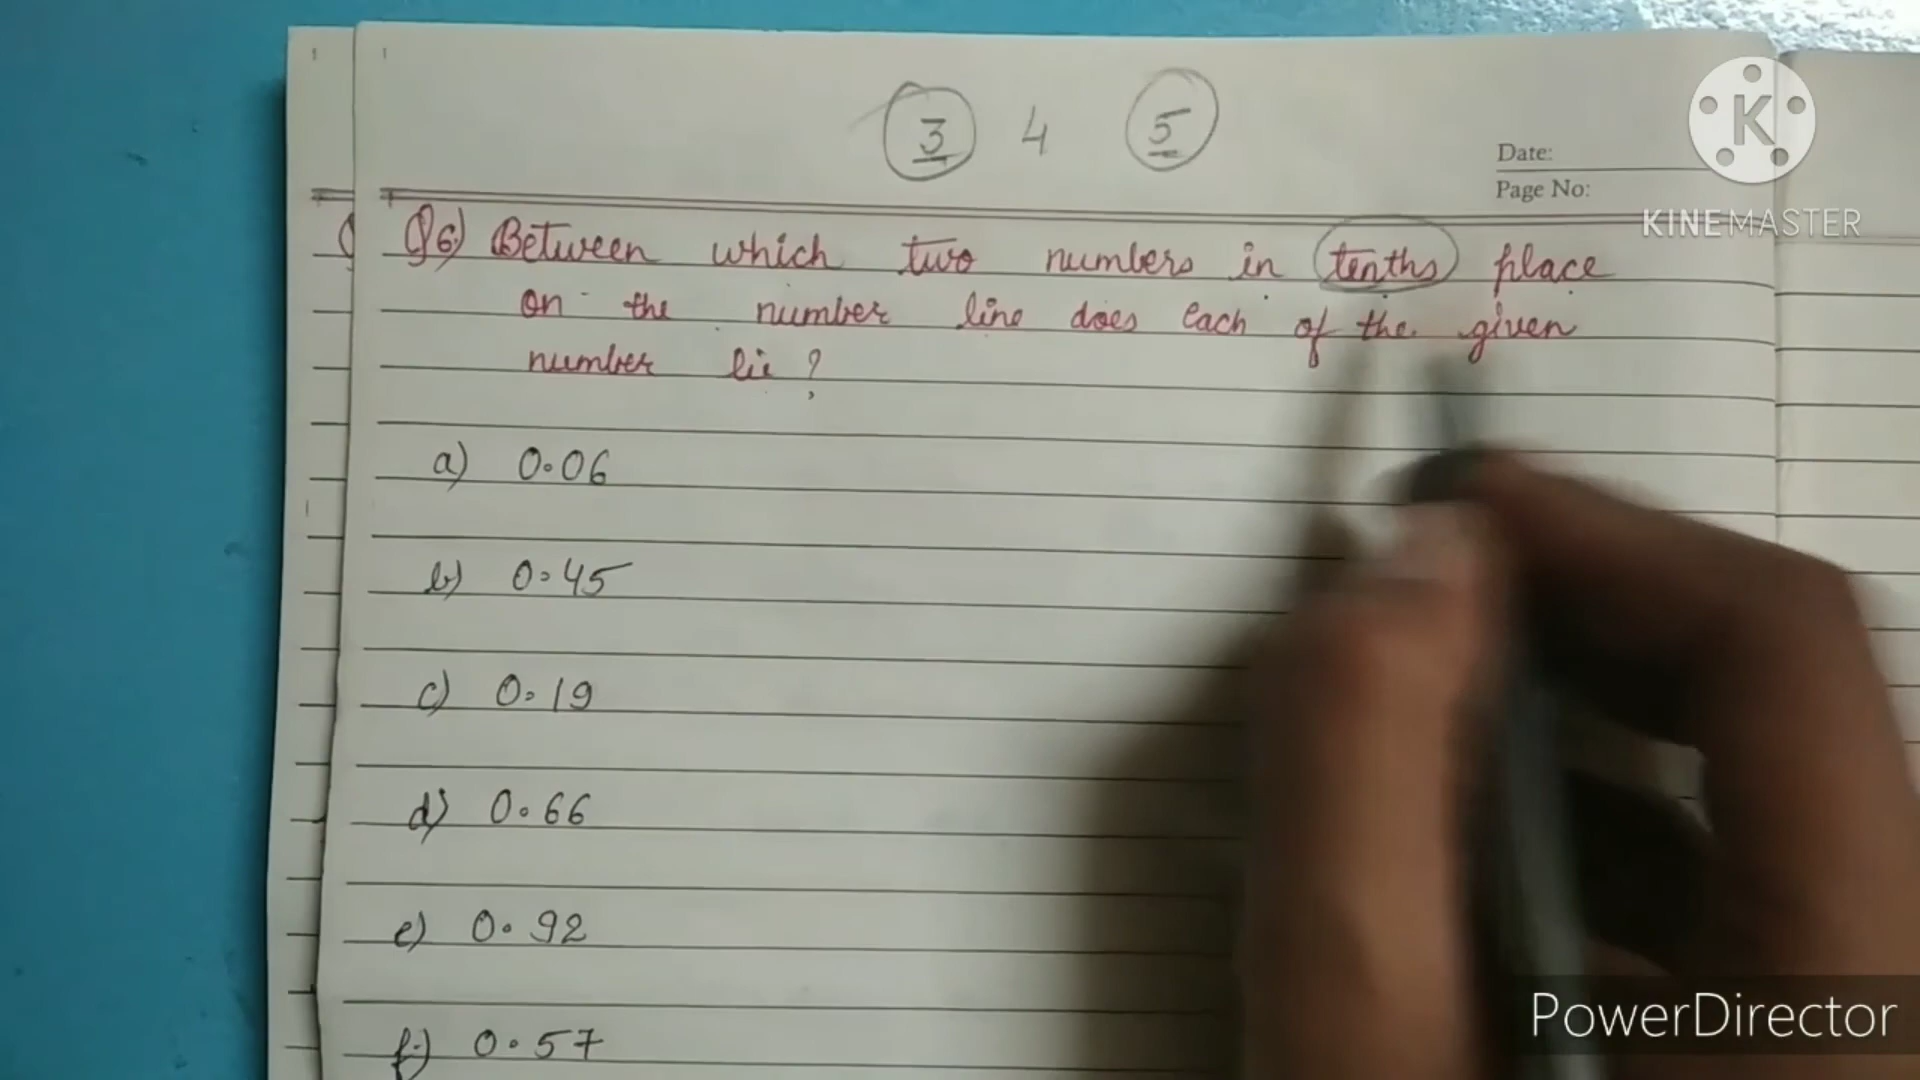 3 4 5
Date:
Page No:
K
KINEMASTER
Q6) Between which two numbers in tenths place
on the number line does each of the given
number lie ?
a) 0.06
b) 0.45
c) 0.19
d) 0.66
e) 0.92
f) 0.57
PowerDirector